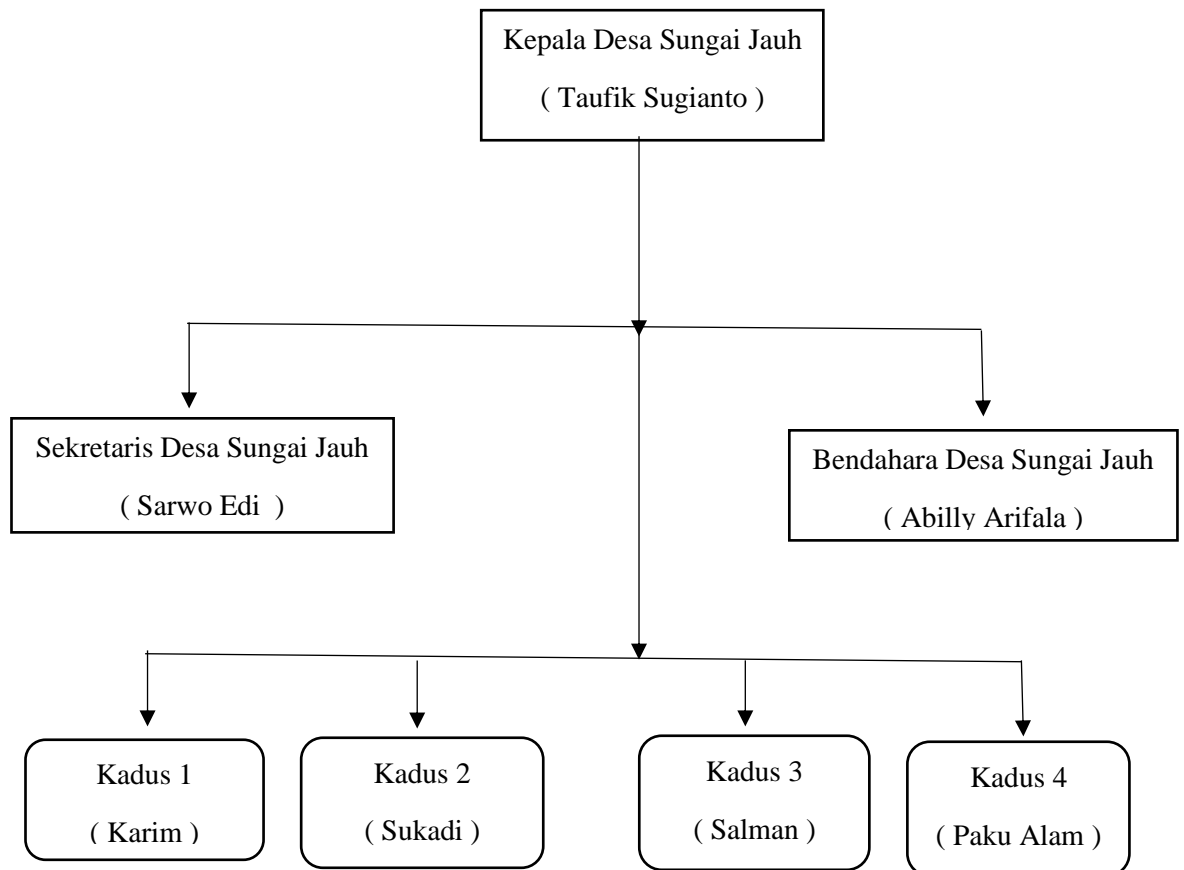 Kepala Desa Sungai Jauh
( Taufik Sugianto )
Sekretaris Desa Sungai Jauh
( Sarwo Edi  )
Bendahara Desa Sungai Jauh
( Abilly Arifala )
Kadus 1
( Karim )
Kadus 2
( Sukadi )
Kadus 3
( Salman )
Kadus 4
( Paku Alam )